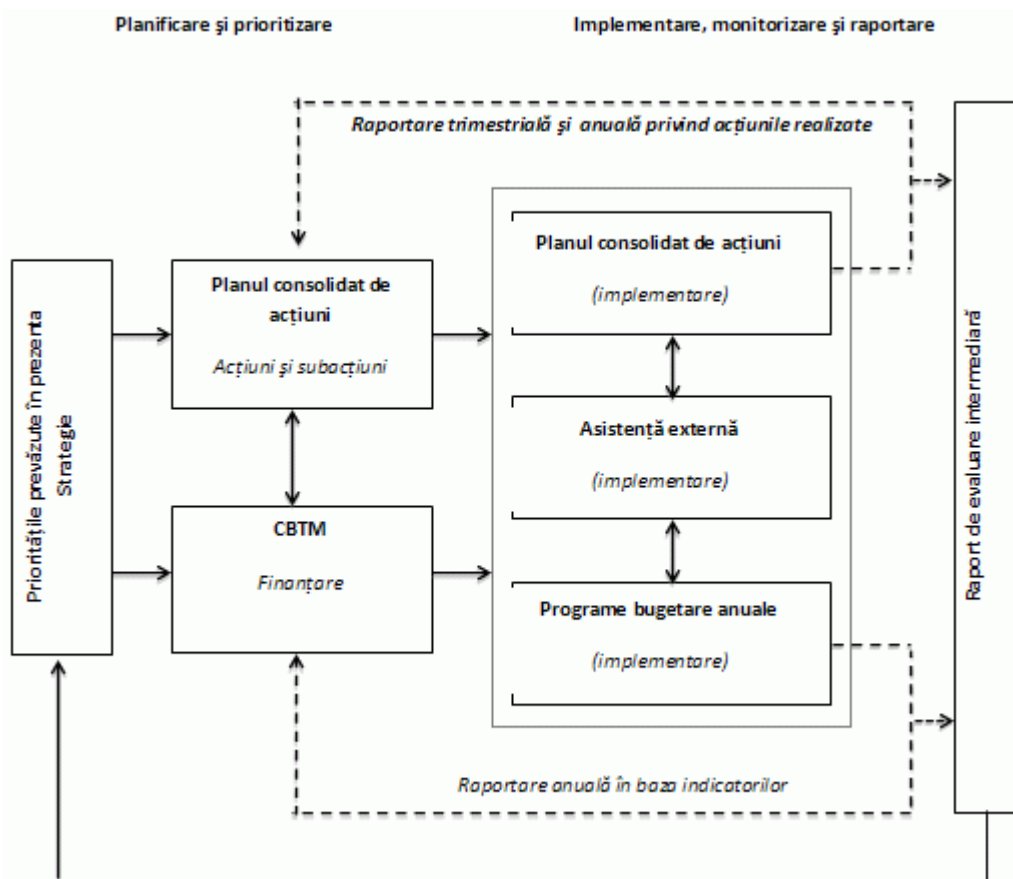 Planificare şi prioritizare
Implementare, monitorizare şi raportare
Raportare trimestrială şi anuală privind acțiunile realizate
Prioritățile prevăzute în prezenta
Strategie
Planul consolidat de
acțiuni
Acțiuni şi subacțiuni
CBTM
Finanțare
Planul consolidat de acțiuni
(implementare)
Asistență externă
(implementare)
Programe bugetare anuale
(implementare)
Raportare anuală în baza indicatorilor
Raport de evaluare intermediară